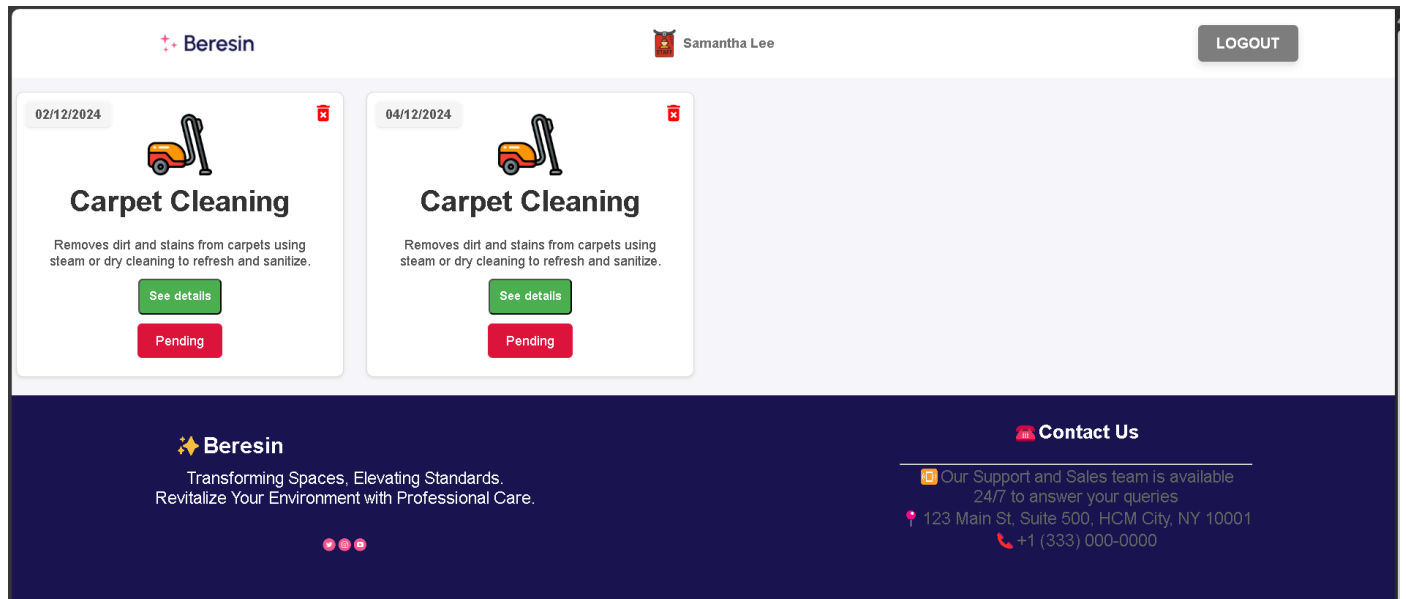 Beresin
STAFF
Samantha Lee
LOGOUT
02/12/2024
Carpet Cleaning
Removes dirt and stains from carpets using
steam or dry cleaning to refresh and sanitize.
See details
Pending
04/12/2024
Carpet Cleaning
Removes dirt and stains from carpets using
steam or dry cleaning to refresh and sanitize.
See details
Pending
Beresin
Transforming Spaces, Elevating Standards.
Revitalize Your Environment with Professional Care.
Contact Us
Our Support and Sales team is available
24/7 to answer your queries
123 Main St, Suite 500, HCM City, NY 10001
+1 (333) 000-0000